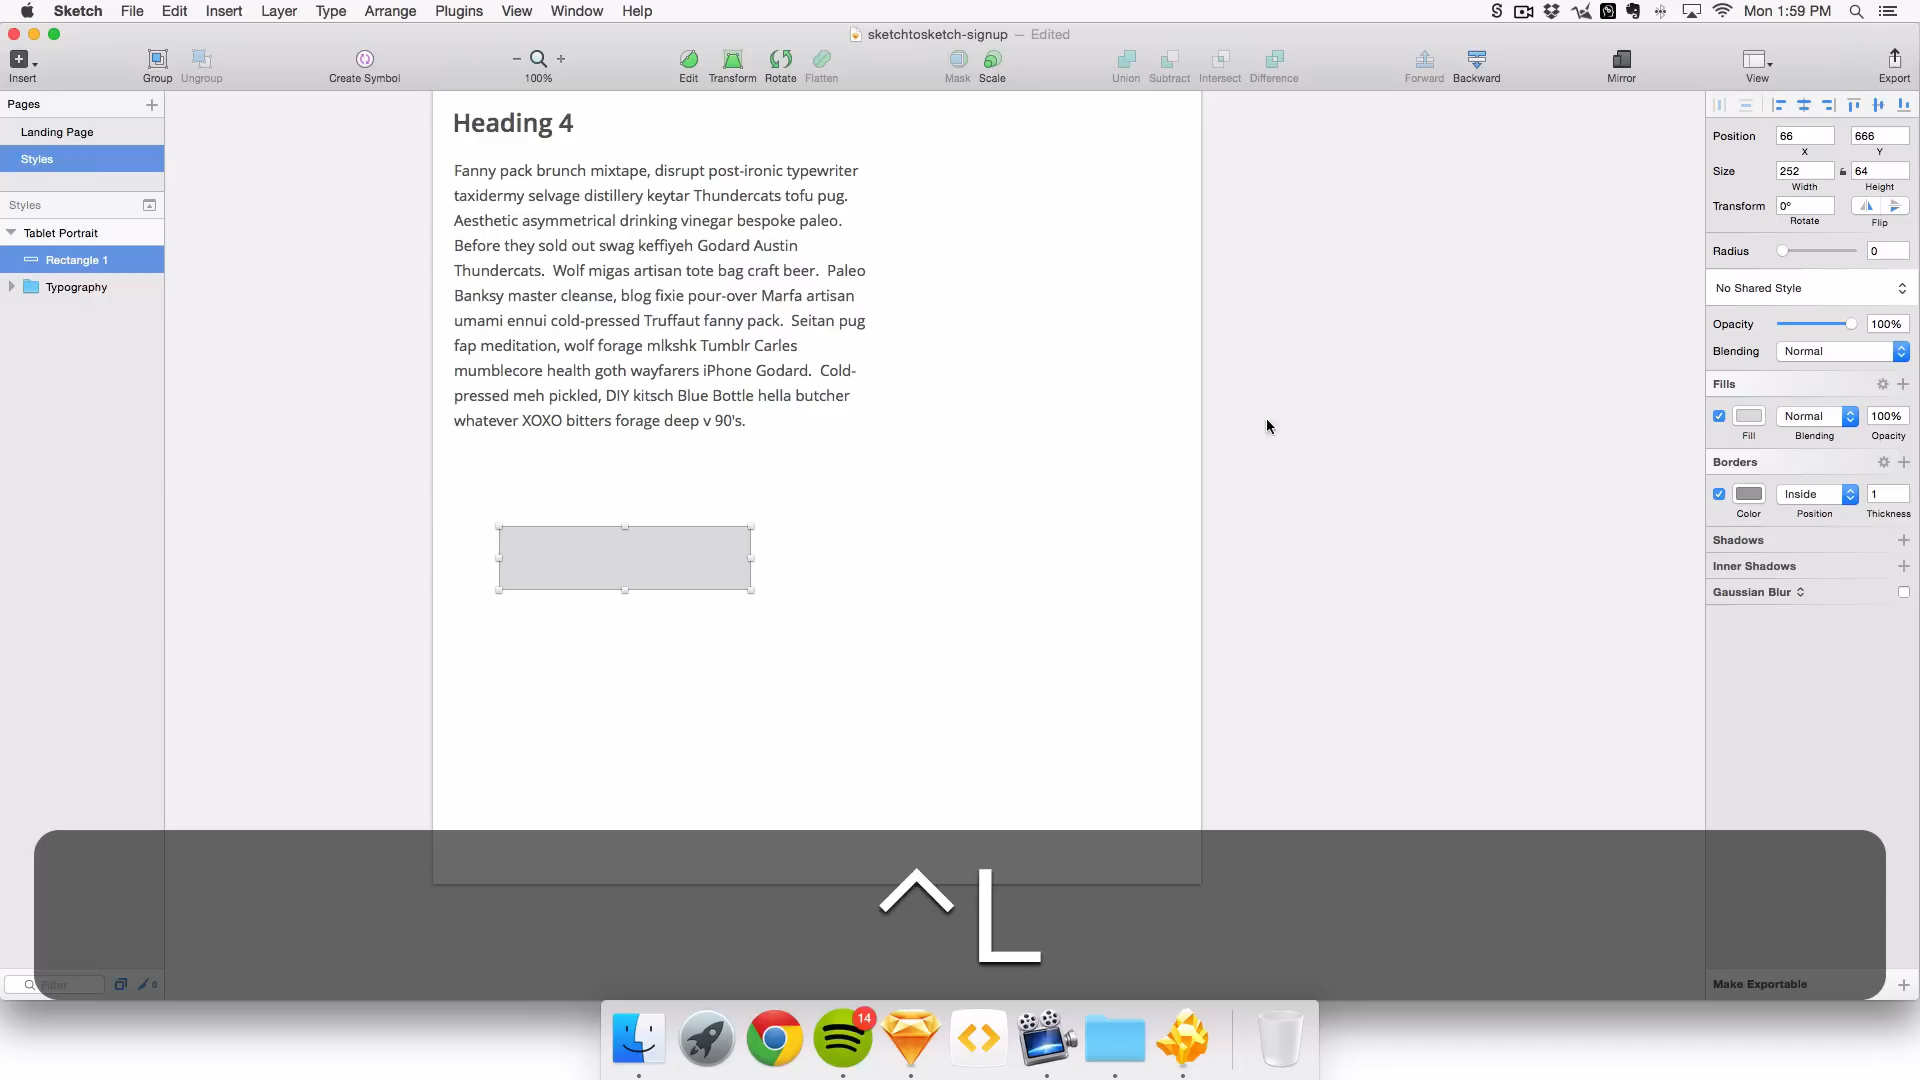 Sketch File Edit Insert Layer Type Arrange Plugins View Window Help Mon 1:59 PM
sketchtosketch-signup — Edited
Insert Group Ungroup Create Symbol 100% Edit Transform Rotate Flatten Mask Scale Union Subtract Intersect Difference Forward Backward Mirror View Export
Pages
Landing Page
Styles
Styles
Tablet Portrait
Rectangle 1
Typography
Filter
0
Heading 4
Fanny pack brunch mixtape, disrupt post-ironic typewriter
taxidermy selvage distillery keytar Thundercats tofu pug.
Aesthetic asymmetrical drinking vinegar bespoke paleo.
Before they sold out swag keffiyeh Godard Austin
Thundercats.  Wolf migas artisan tote bag craft beer.  Paleo
Banksy master cleanse, blog fixie pour-over Marfa artisan
umami ennui cold-pressed Truffaut fanny pack.  Seitan pug
fap meditation, wolf forage mlkshk Tumblr Carles
mumblecore health goth wayfarers iPhone Godard.  Cold-
pressed meh pickled, DIY kitsch Blue Bottle hella butcher
whatever XOXO bitters forage deep v 90's.
Position 66 666
X Y
Size 252 64
Width Height
Transform 0°
Rotate Flip
Radius 0
No Shared Style
Opacity 100%
Blending Normal
Fills
Normal 100%
Fill Blending Opacity
Borders
Inside 1
Color Position Thickness
Shadows
Inner Shadows
Gaussian Blur
Make Exportable
^L
14